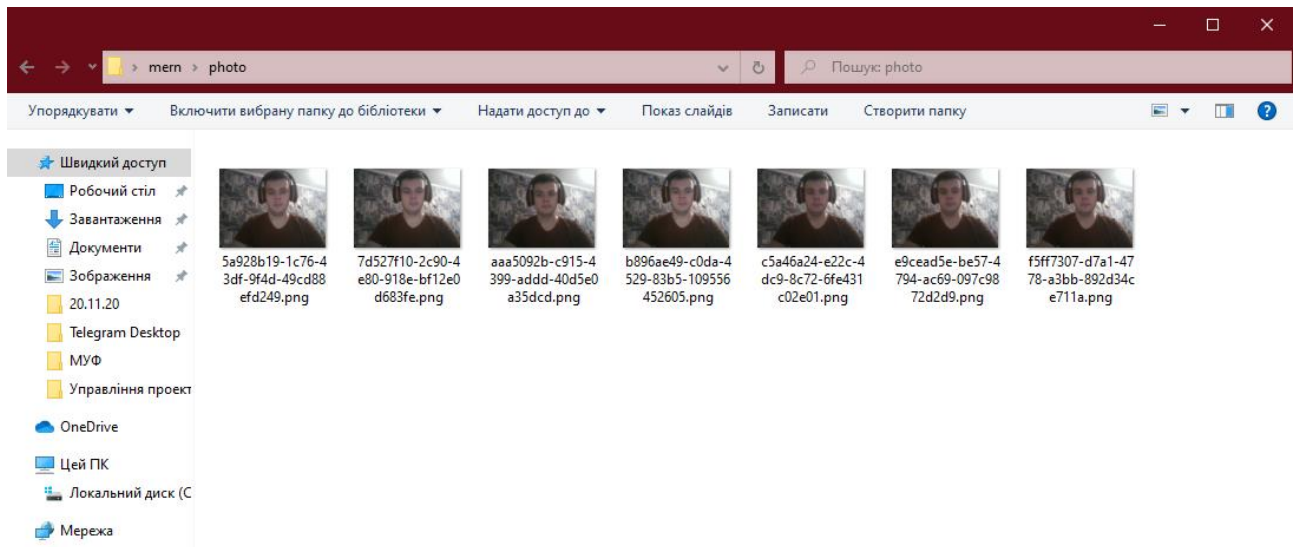 mern photo
Пошук: photo
Упорядкувати Включити вибрану папку до бібліотеки Надати доступ до Показ слайдів Записати Створити папку
Швидкий доступ
Робочий стіл
Завантаження
Документи
Зображення
20.11.20
Telegram Desktop
МУФ
Управління проект
OneDrive
Цей ПК
Локальний диск (C
Мережа
5a928b19-1c76-4
3df-9f4d-49cd88
efd249.png
7d527f10-2c90-4
e80-918e-bf12e0
d683fe.png
aaa5092b-c915-4
399-addd-40d5e0
a35dcd.png
b896ae49-c0da-4
529-83b5-109556
452605.png
c5a46a24-e22c-4
dc9-8c72-6fe431
c02e01.png
e9cead5e-be57-4
794-ac69-097c98
72d2d9.png
f5ff7307-d7a1-47
78-a3bb-892d34c
e711a.png